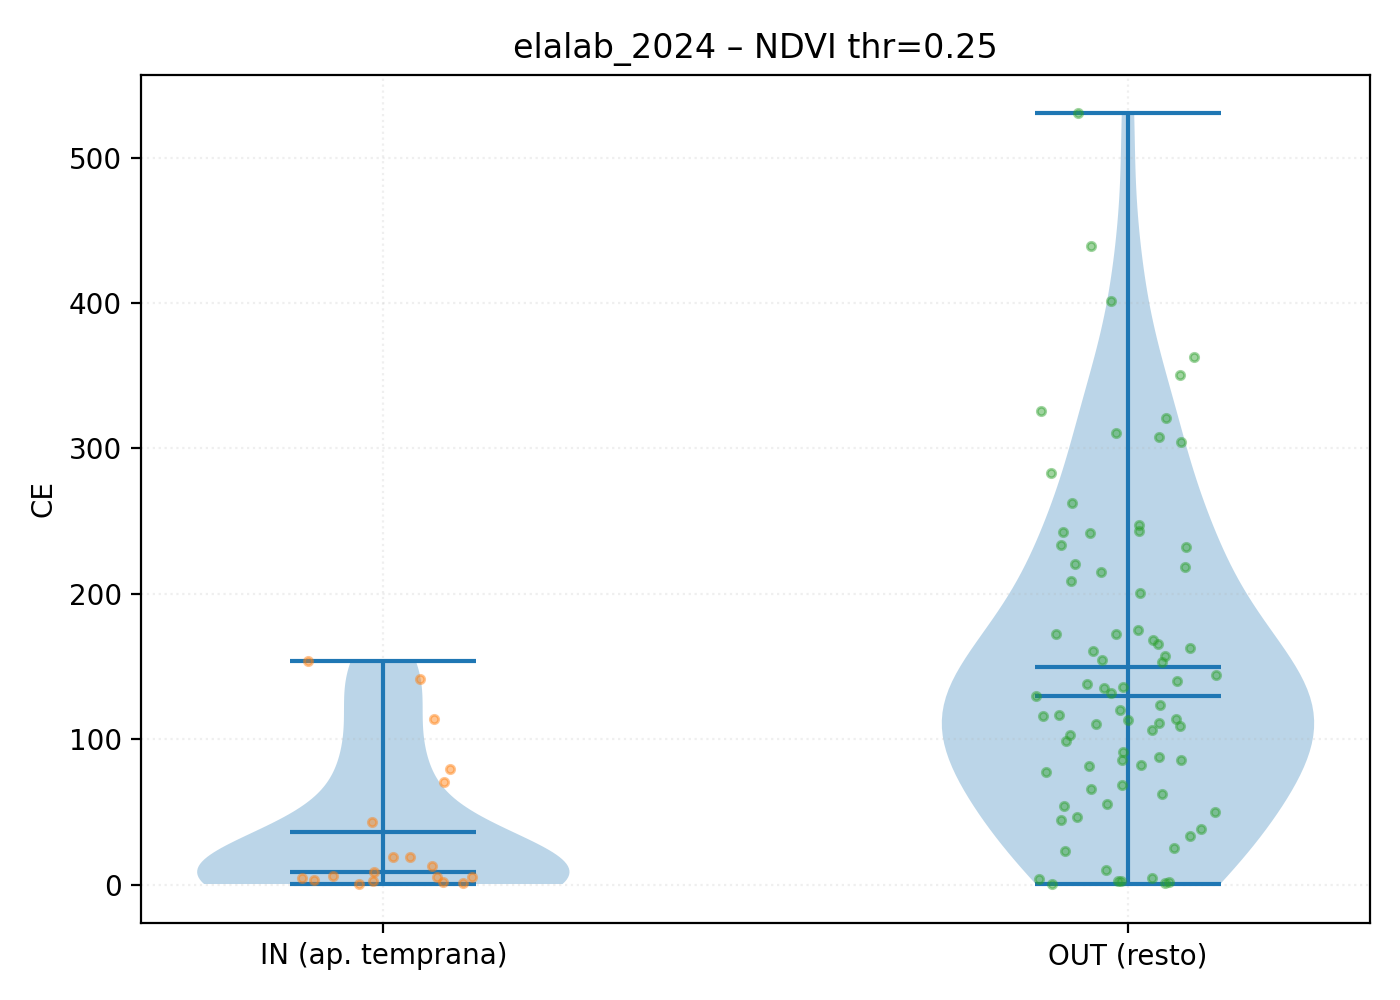 elalab_2024 – NDVI thr=0.25
500
400
300
200
100
0
CE
IN (ap. temprana)
OUT (resto)